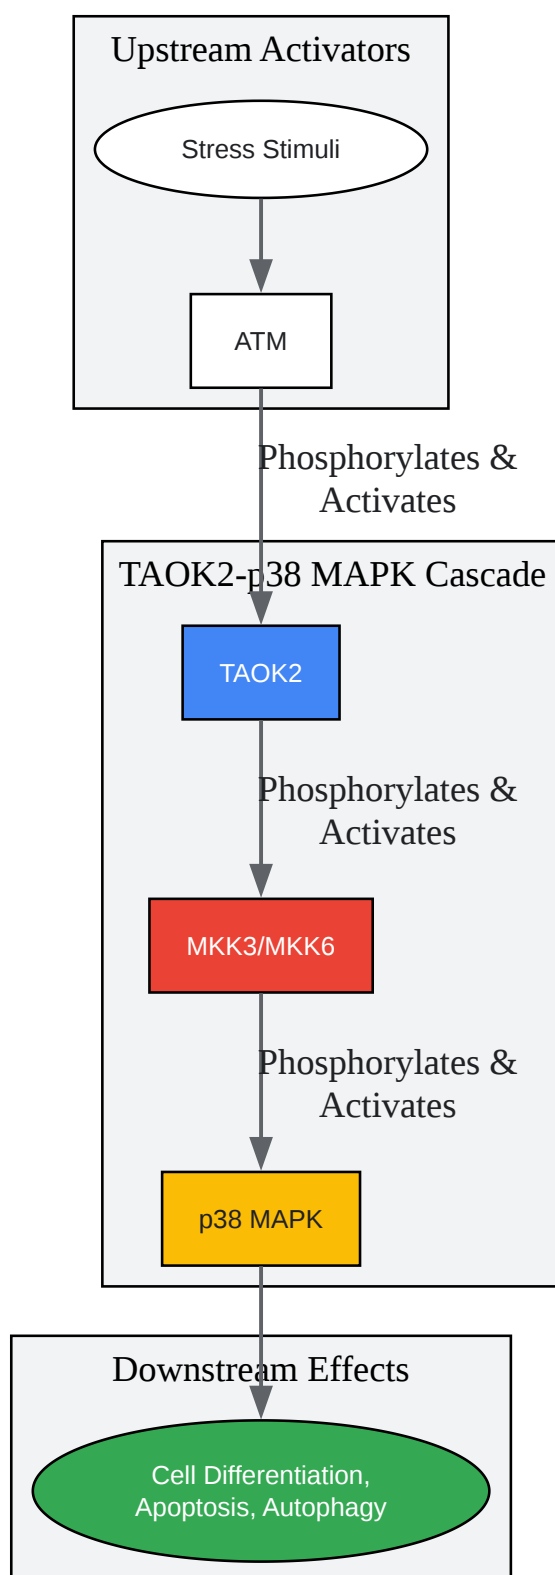 Upstream Activators
Stress Stimuli
ATM
Phosphorylates &
Activates
TAOK2-p38 MAPK Cascade
TAOK2
Phosphorylates &
Activates
MKK3/MKK6
Phosphorylates &
Activates
p38 MAPK
Downstream Effects
Cell Differentiation,
Apoptosis, Autophagy